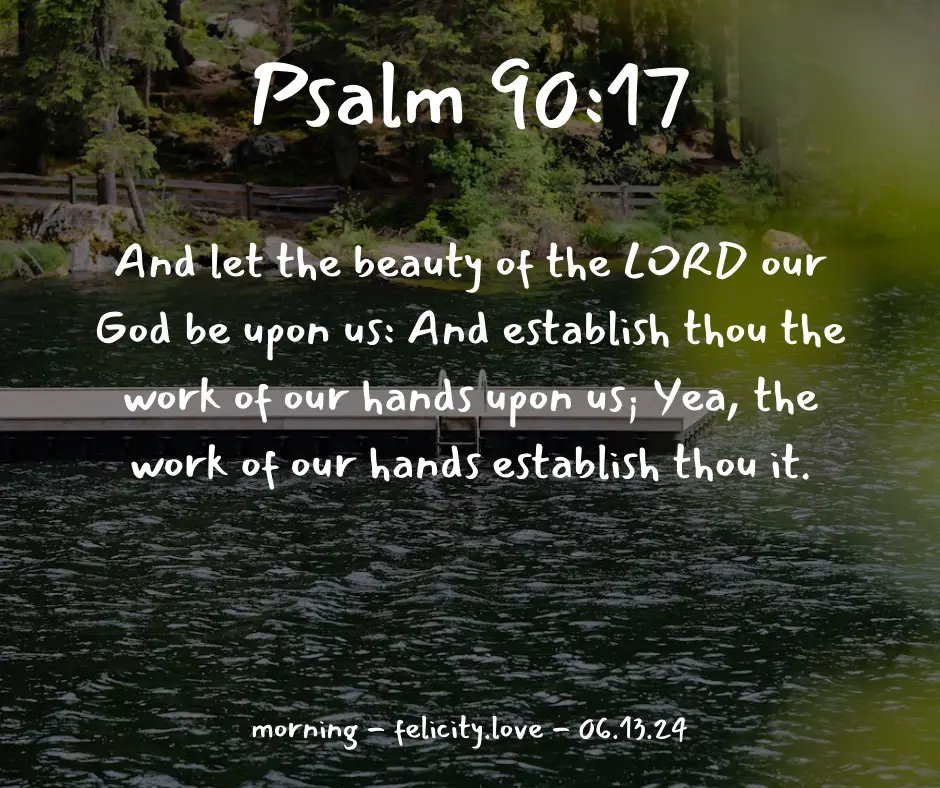 Psalm 90:17
And let the beauty of the LORD our
God be upon us: And establish thou the
work of our hands upon us; Yea, the
work of our hands establish thou it.
morning - felicity.love - 06.13.24